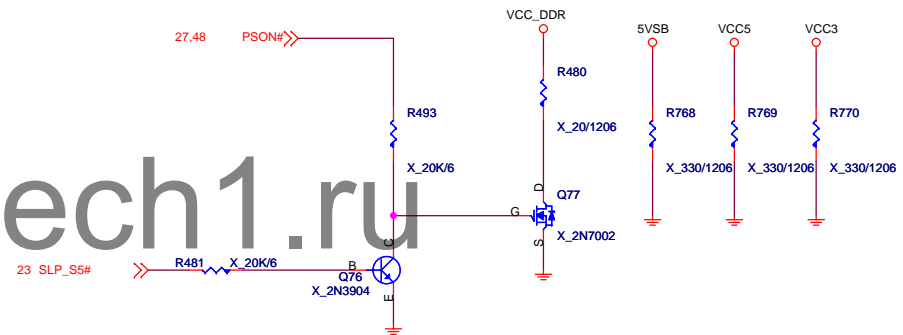 VCC_DDR
27,48 PSON#
5VSB VCC5 VCC3
R480
R493
R768 R769 R770
X_20/1206
X_20K/6
X_330/1206 X_330/1206 X_330/1206
D
Q77
G
X_2N7002
S
ech1.ru
C
23 SLP_S5# R481 X_20K/6 B
Q76
X_2N3904
E